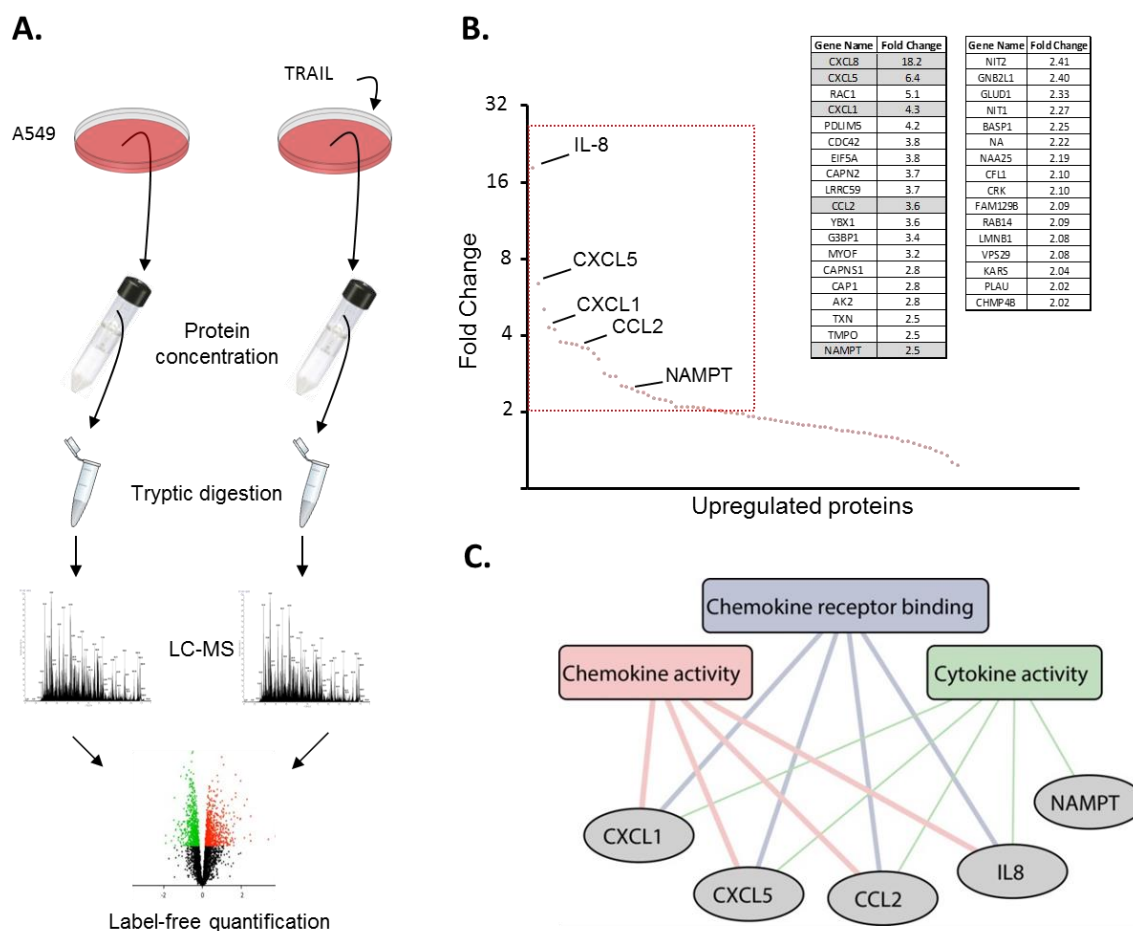 A.
TRAIL
A549
Protein
concentration
Tryptic digestion
LC-MS
-2 0 2
Label-free quantification
B.
Fold Change
32
16
8
4
2
IL-8
CXCL5
CXCL1
CCL2
NAMPT
Upregulated proteins
Gene Name Fold Change
CXCL8 18.2
CXCL5 6.4
RAC1 5.1
CXCL1 4.3
PDLIM5 4.2
CDC42 3.8
EIF5A 3.8
CAPN2 3.7
LRRC59 3.7
CCL2 3.6
YBX1 3.6
G3BP1 3.4
MYOF 3.2
CAPNS1 2.8
CAP1 2.8
AK2 2.8
TXN 2.5
TMPO 2.5
NAMPT 2.5
Gene Name Fold Change
NIT2 2.41
GNB2L1 2.40
GLUD1 2.33
NIT1 2.27
BASP1 2.25
NA 2.22
NAA25 2.19
CFL1 2.10
CRK 2.10
FAM129B 2.09
RAB14 2.09
LMNB1 2.08
VPS29 2.08
KARS 2.04
PLAU 2.02
CHMP4B 2.02
C.
Chemokine receptor binding
Chemokine activity
Cytokine activity
NAMPT
CXCL1
IL8
CXCL5
CCL2